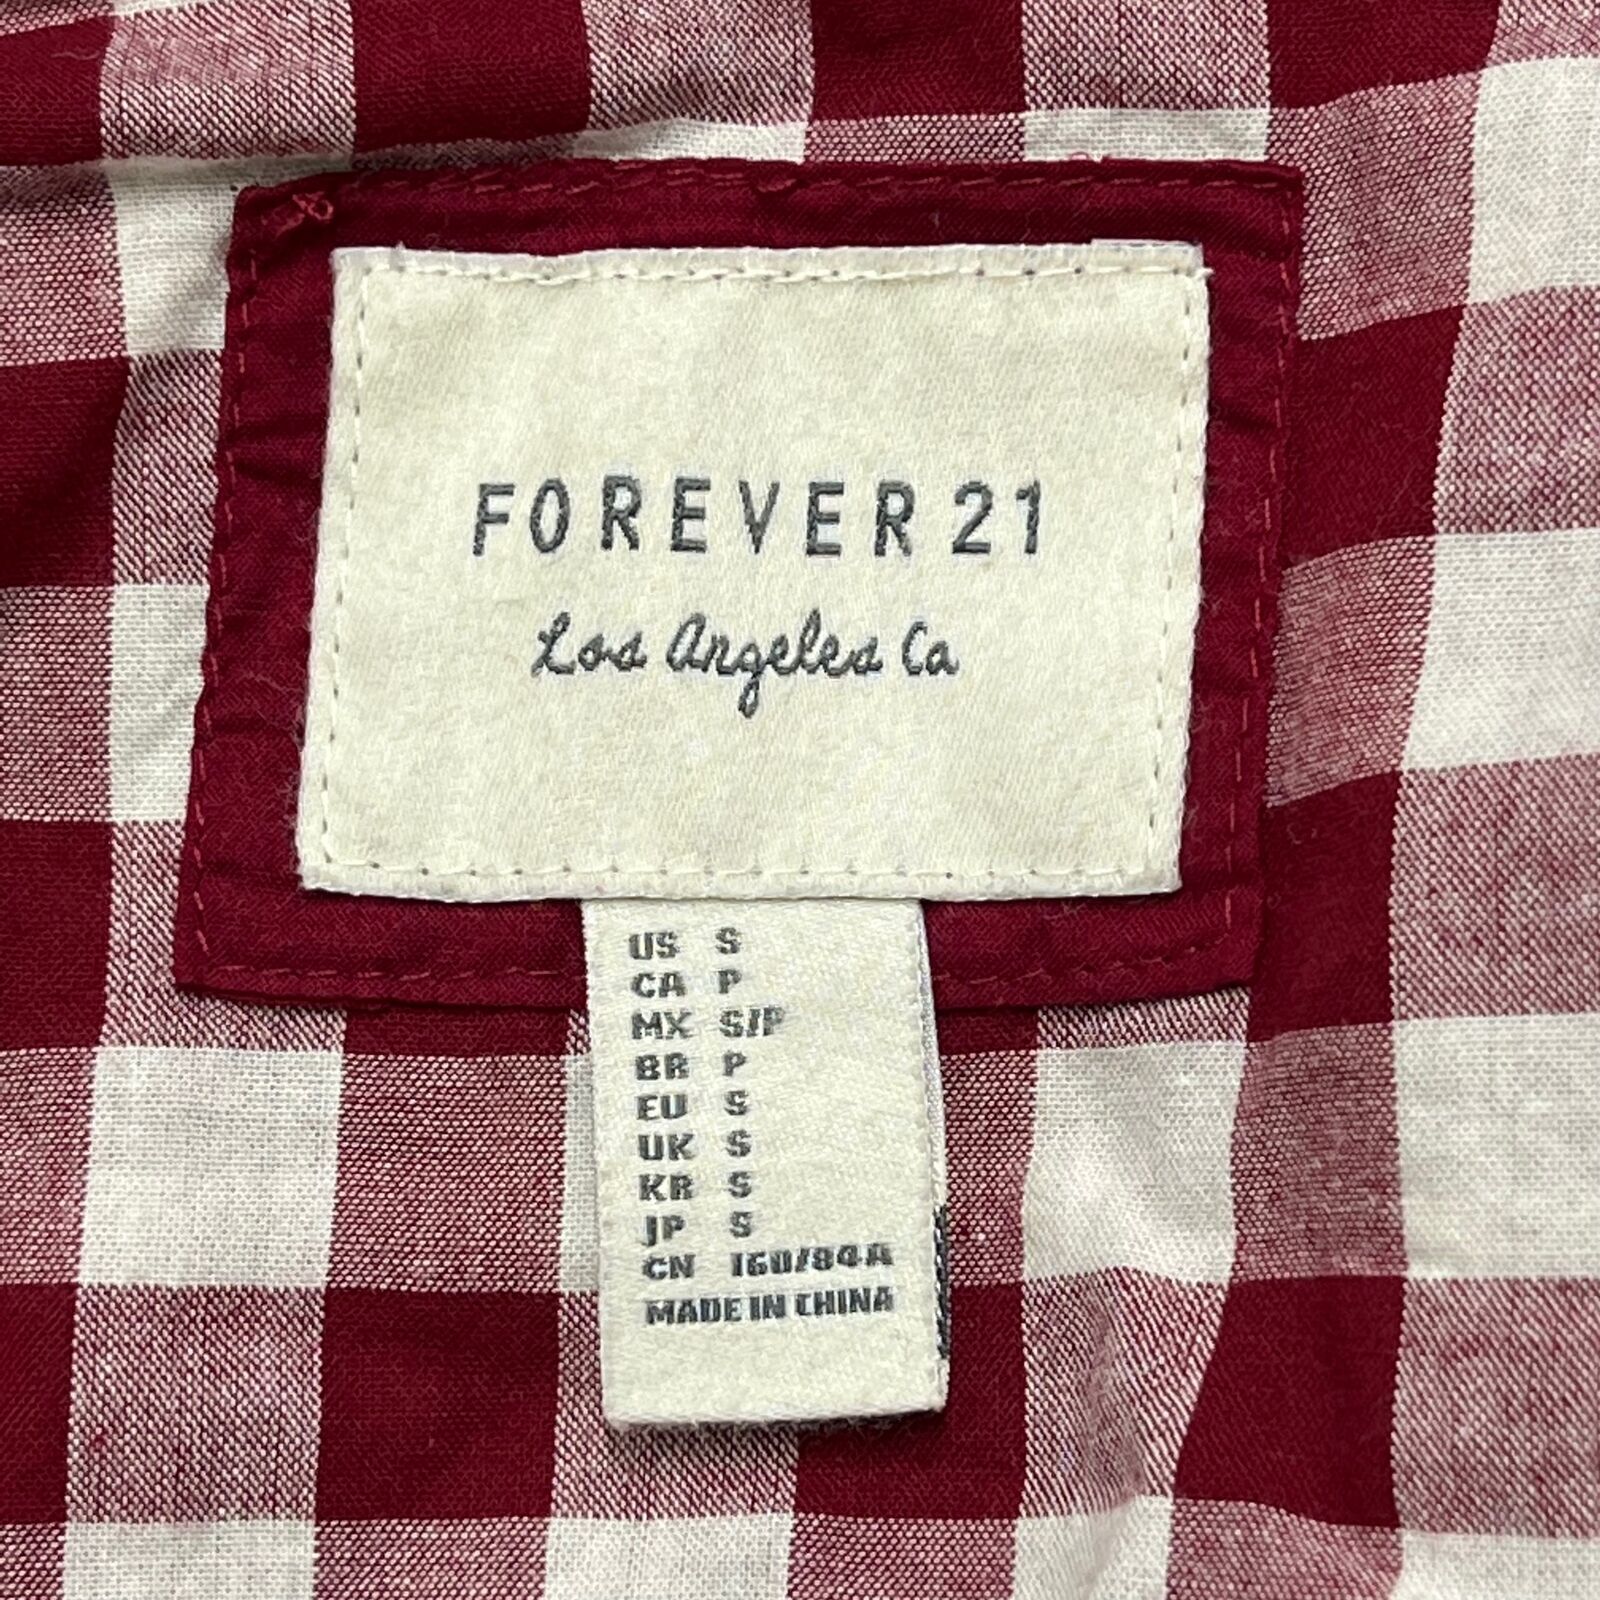 FOREVER 21
Los Angeles Ca
US S
CA P
MX S/P
BR P
EU S
UK S
KR S
JP S
CN 160/84A
MADE IN CHINA